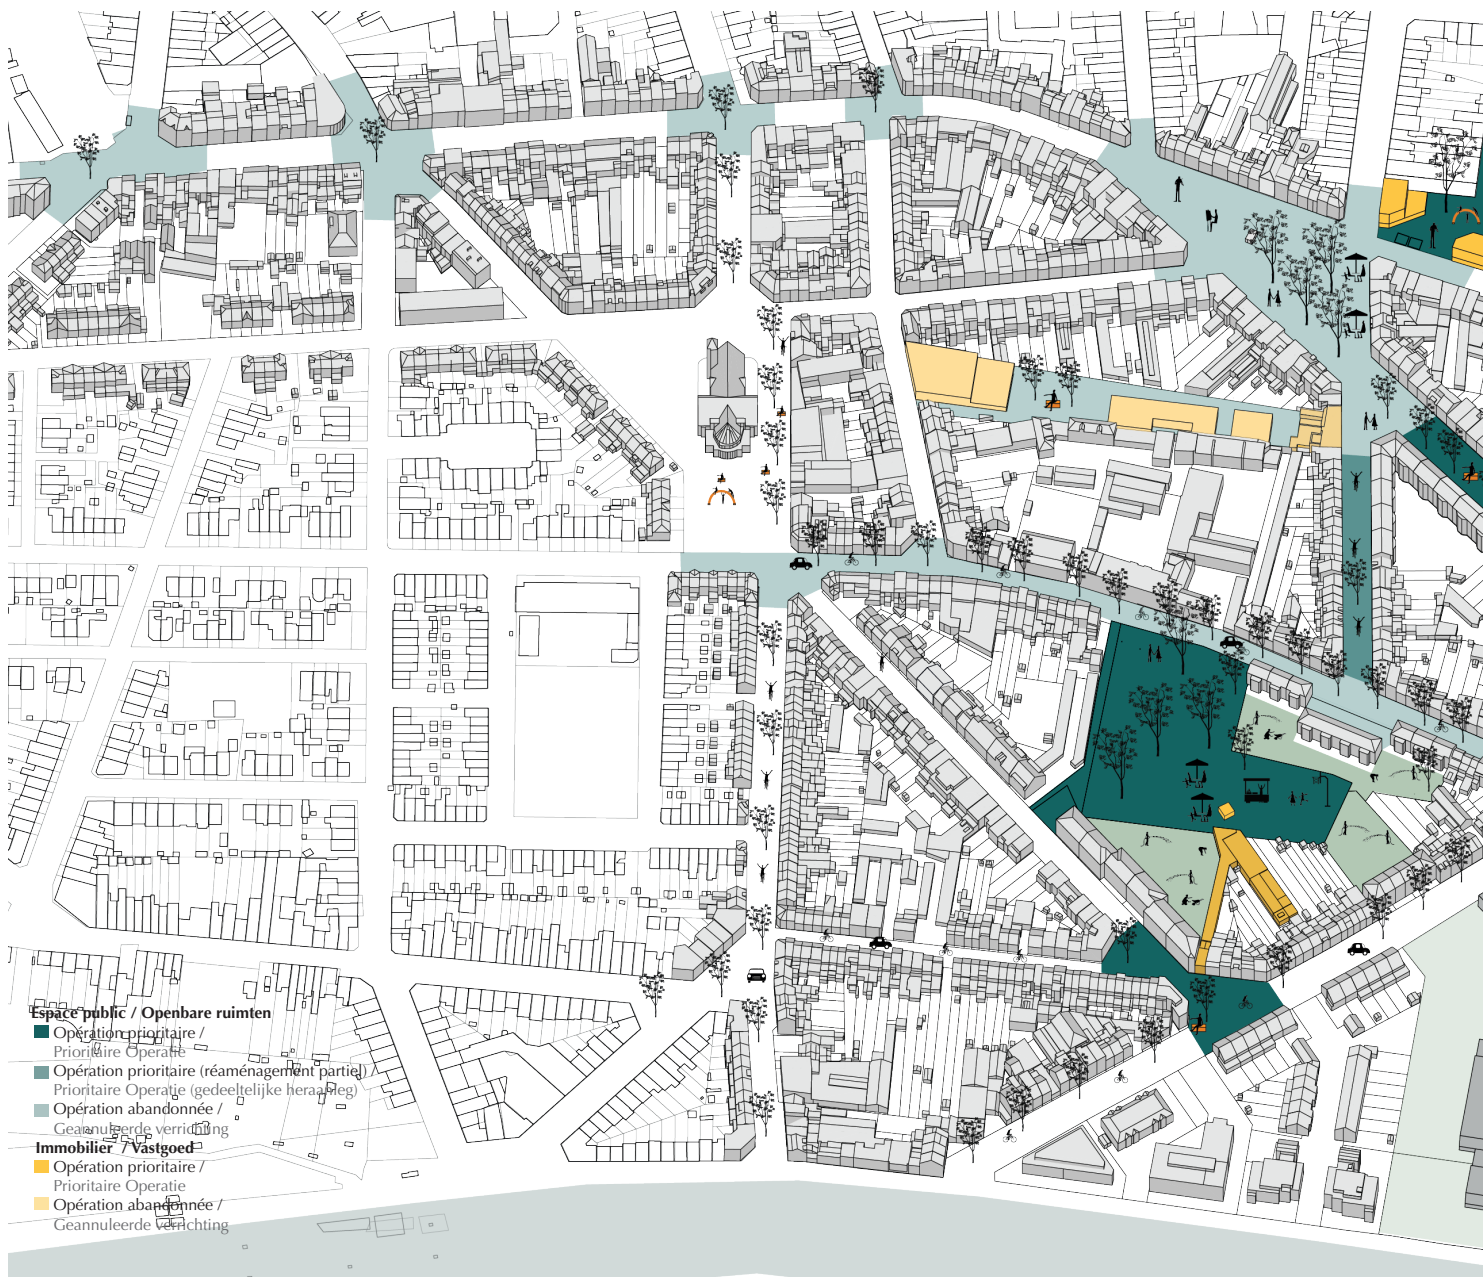 Espace public / Openbare ruimten
Opération prioritaire /
Prioritaire Operatie
Opération prioritaire (réaménagement partiel) /
Prioritaire Operatie (gedeeltelijke heraanleg)
Opération abandonnée /
Geannuleerde verrichting
Immobilier / Vastgoed
Opération prioritaire /
Prioritaire Operatie
Opération abandonnée /
Geannuleerde verrichting